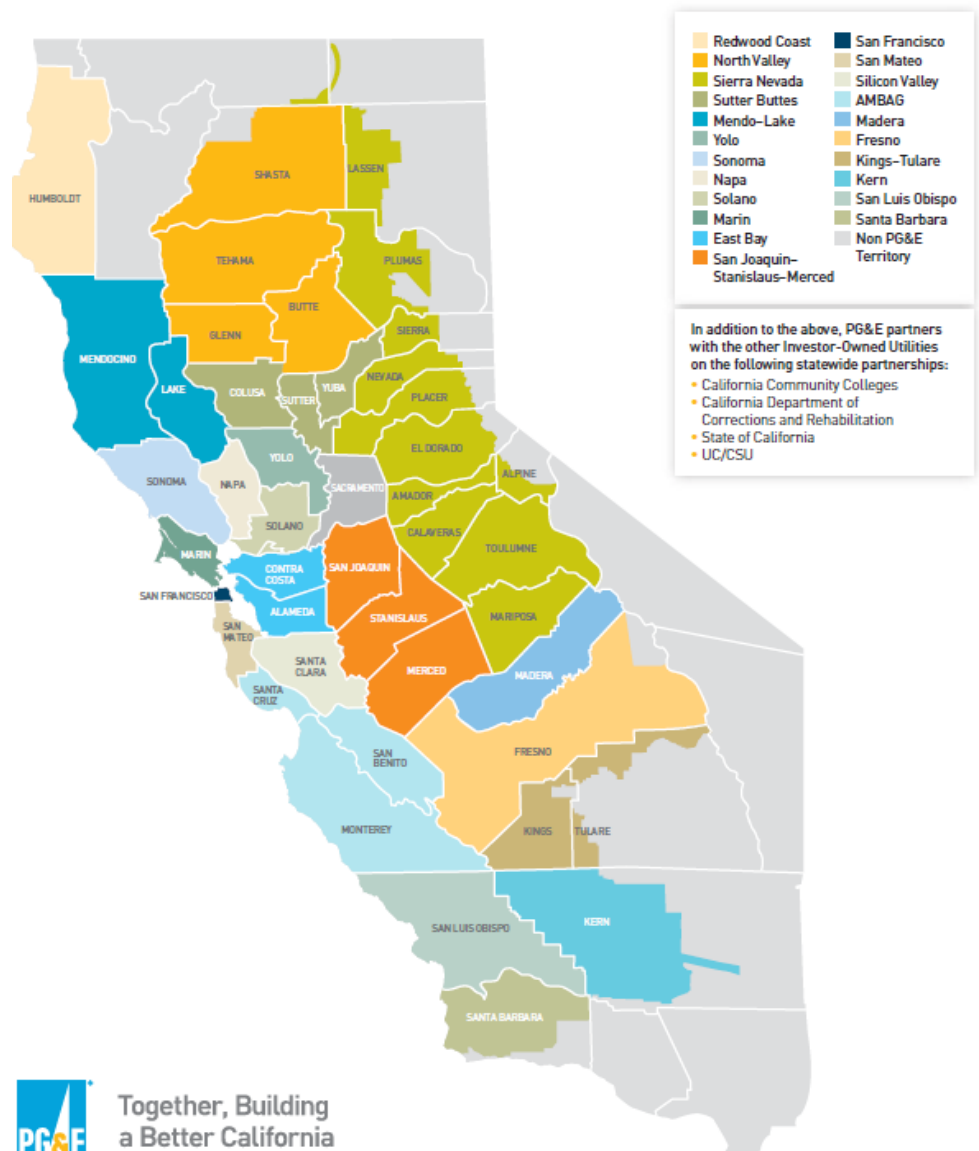 Redwood Coast
North Valley
Sierra Nevada
Sutter Buttes
Mendo–Lake
Yolo
Sonoma
Napa
Solano
Marin
East Bay
San Joaquin–
Stanislaus–Merced
San Francisco
San Mateo
Silicon Valley
AMBAG
Madera
Fresno
Kings–Tulare
Kern
San Luis Obispo
Santa Barbara
Non PG&E
Territory
In addition to the above, PG&E partners
with the other Investor-Owned Utilities
on the following statewide partnerships:
• California Community Colleges
• California Department of
Corrections and Rehabilitation
• State of California
• UC/CSU
HUMBOLDT
SHASTA
LASSEN
TEHAMA
PLUMAS
BUTTE
GLENN
SIERRA
MENDOCINO
LAKE
COLUSA
SUTTER
YUBA
NEVADA
PLACER
EL DORADO
YOLO
SONOMA
NAPA
SACRAMENTO
ALPINE
AMADOR
SOLANO
CALAVERAS
TOULUMNE
MARIN
CONTRA
COSTA
SAN JOAQUIN
SAN FRANCISCO
ALAMEDA
STANISLAUS
MARIPOSA
SAN
MATEO
SANTA
CLARA
MERCED
MADERA
SANTA
CRUZ
SAN
BENITO
FRESNO
MONTEREY
KINGS
TULARE
SAN LUIS OBISPO
KERN
SANTA BARBARA
PG&E
Together, Building
a Better California